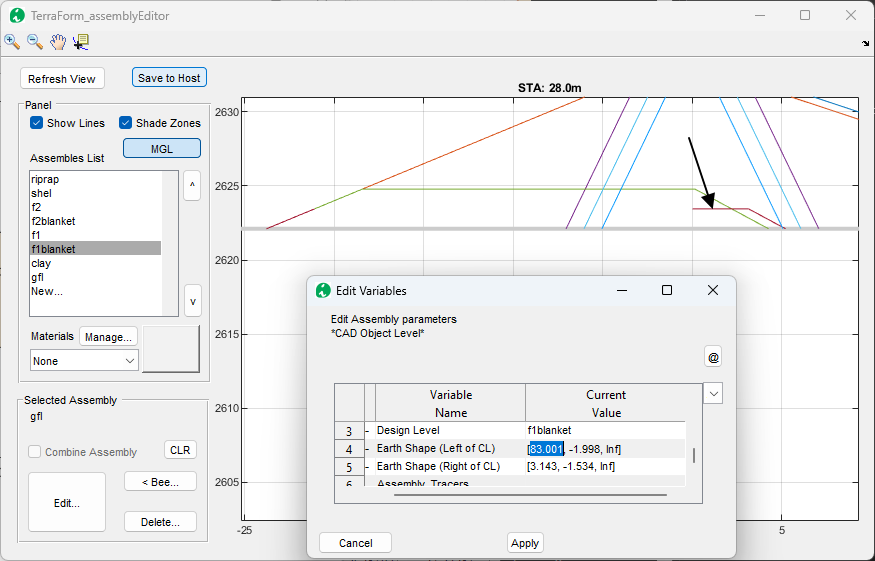 TerraForm_assemblyEditor
Refresh View
Save to Host
Panel
Show Lines
Shade Zones
MGL
Assembles List
riprap
shel
f2
f2blanket
f1
f1blanket
clay
gfl
New...
^
v
Materials
Manage...
None
Selected Assembly
gfl
Combine Assembly
CLR
Edit...
< Bee...
Delete...
STA: 28.0m
2630
2625
2620
2615
2610
2605
-25
5
Edit Variables
Edit Assembly parameters
*CAD Object Level*
@
Variable Name
Current Value
3 - Design Level f1blanket
4 - Earth Shape (Left of CL) [83.001, -1.998, Inf]
5 - Earth Shape (Right of CL) [3.143, -1.534, Inf]
6 Assembly Tracers
Cancel
Apply